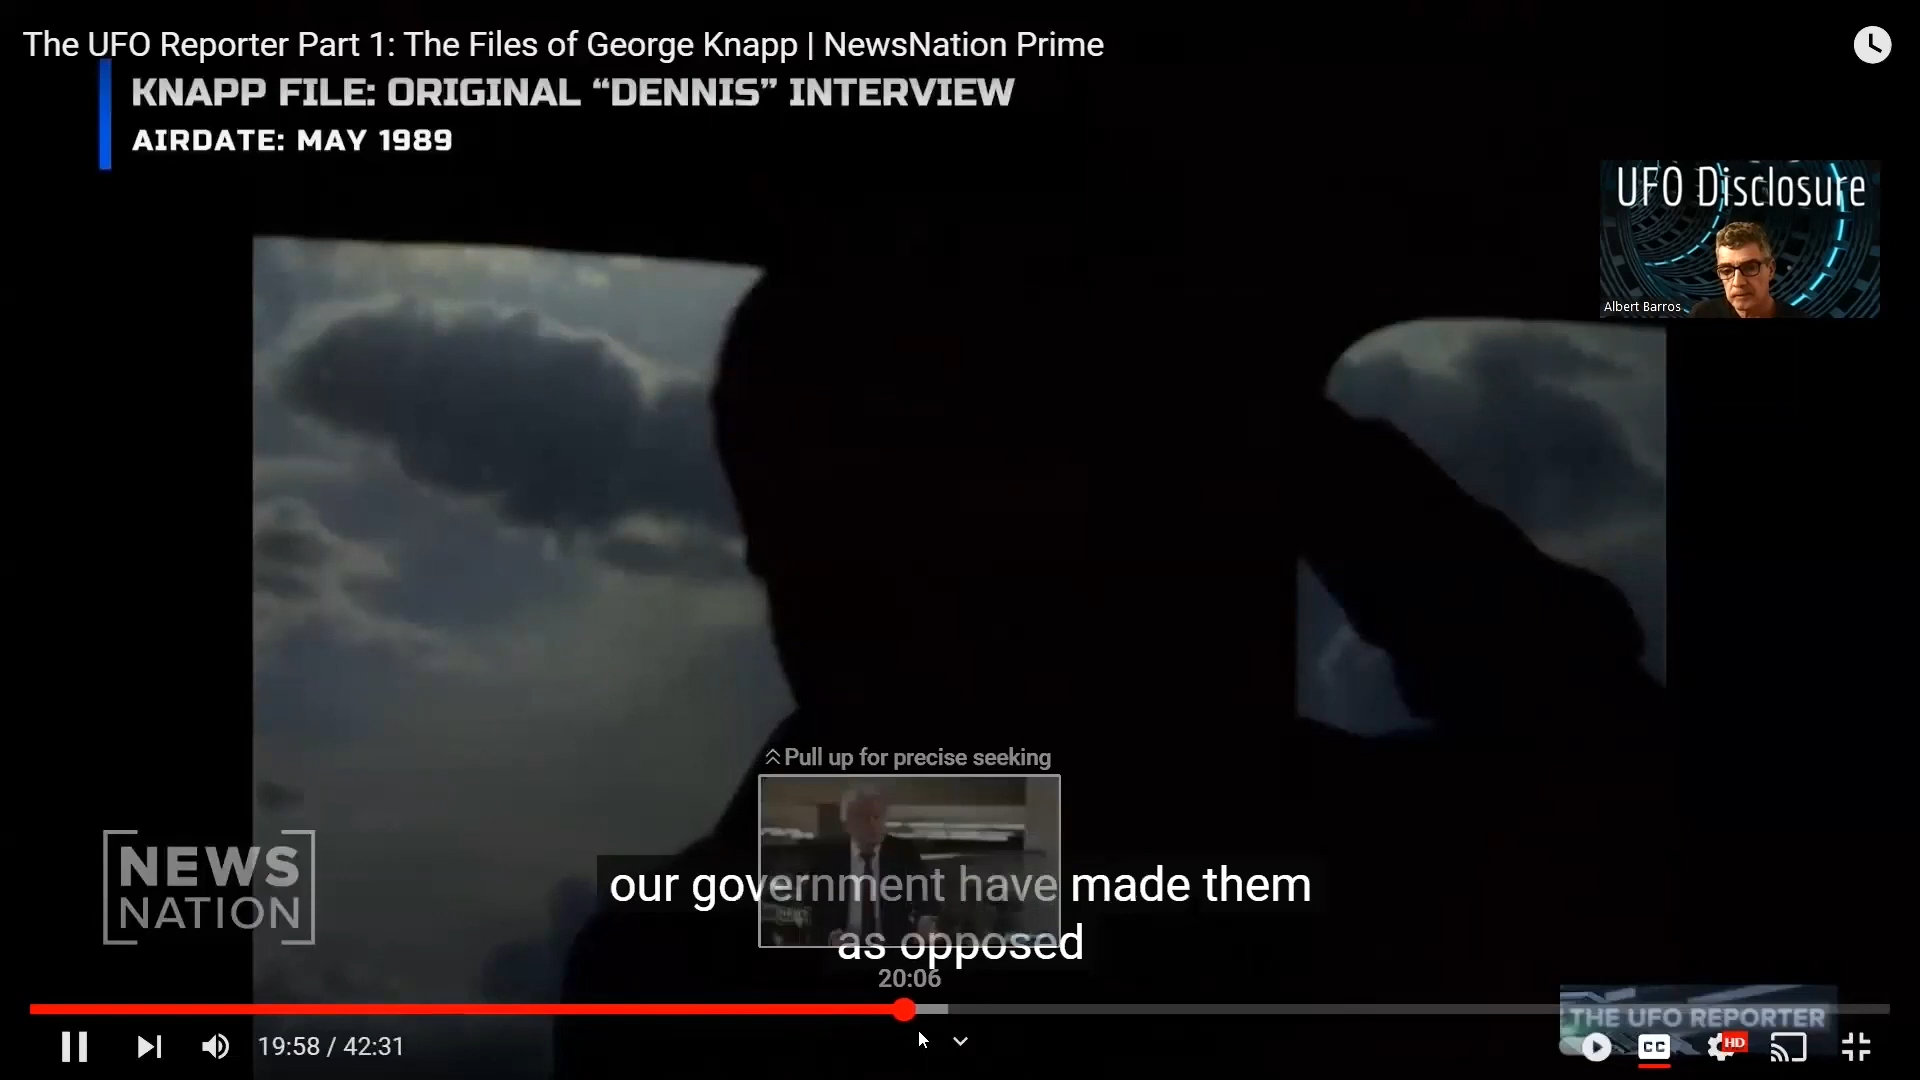 The UFO Reporter Part 1: The Files of George Knapp | NewsNation Prime
KNAPP FILE: ORIGINAL “DENNIS” INTERVIEW
AIRDATE: MAY 1989
UFO Disclosure
Albert Barros
Pull up for precise seeking
NEWS
NATION
our government have made them
as opposed
20:06
THE UFO REPORTER
19:58 / 42:31
CC
HD